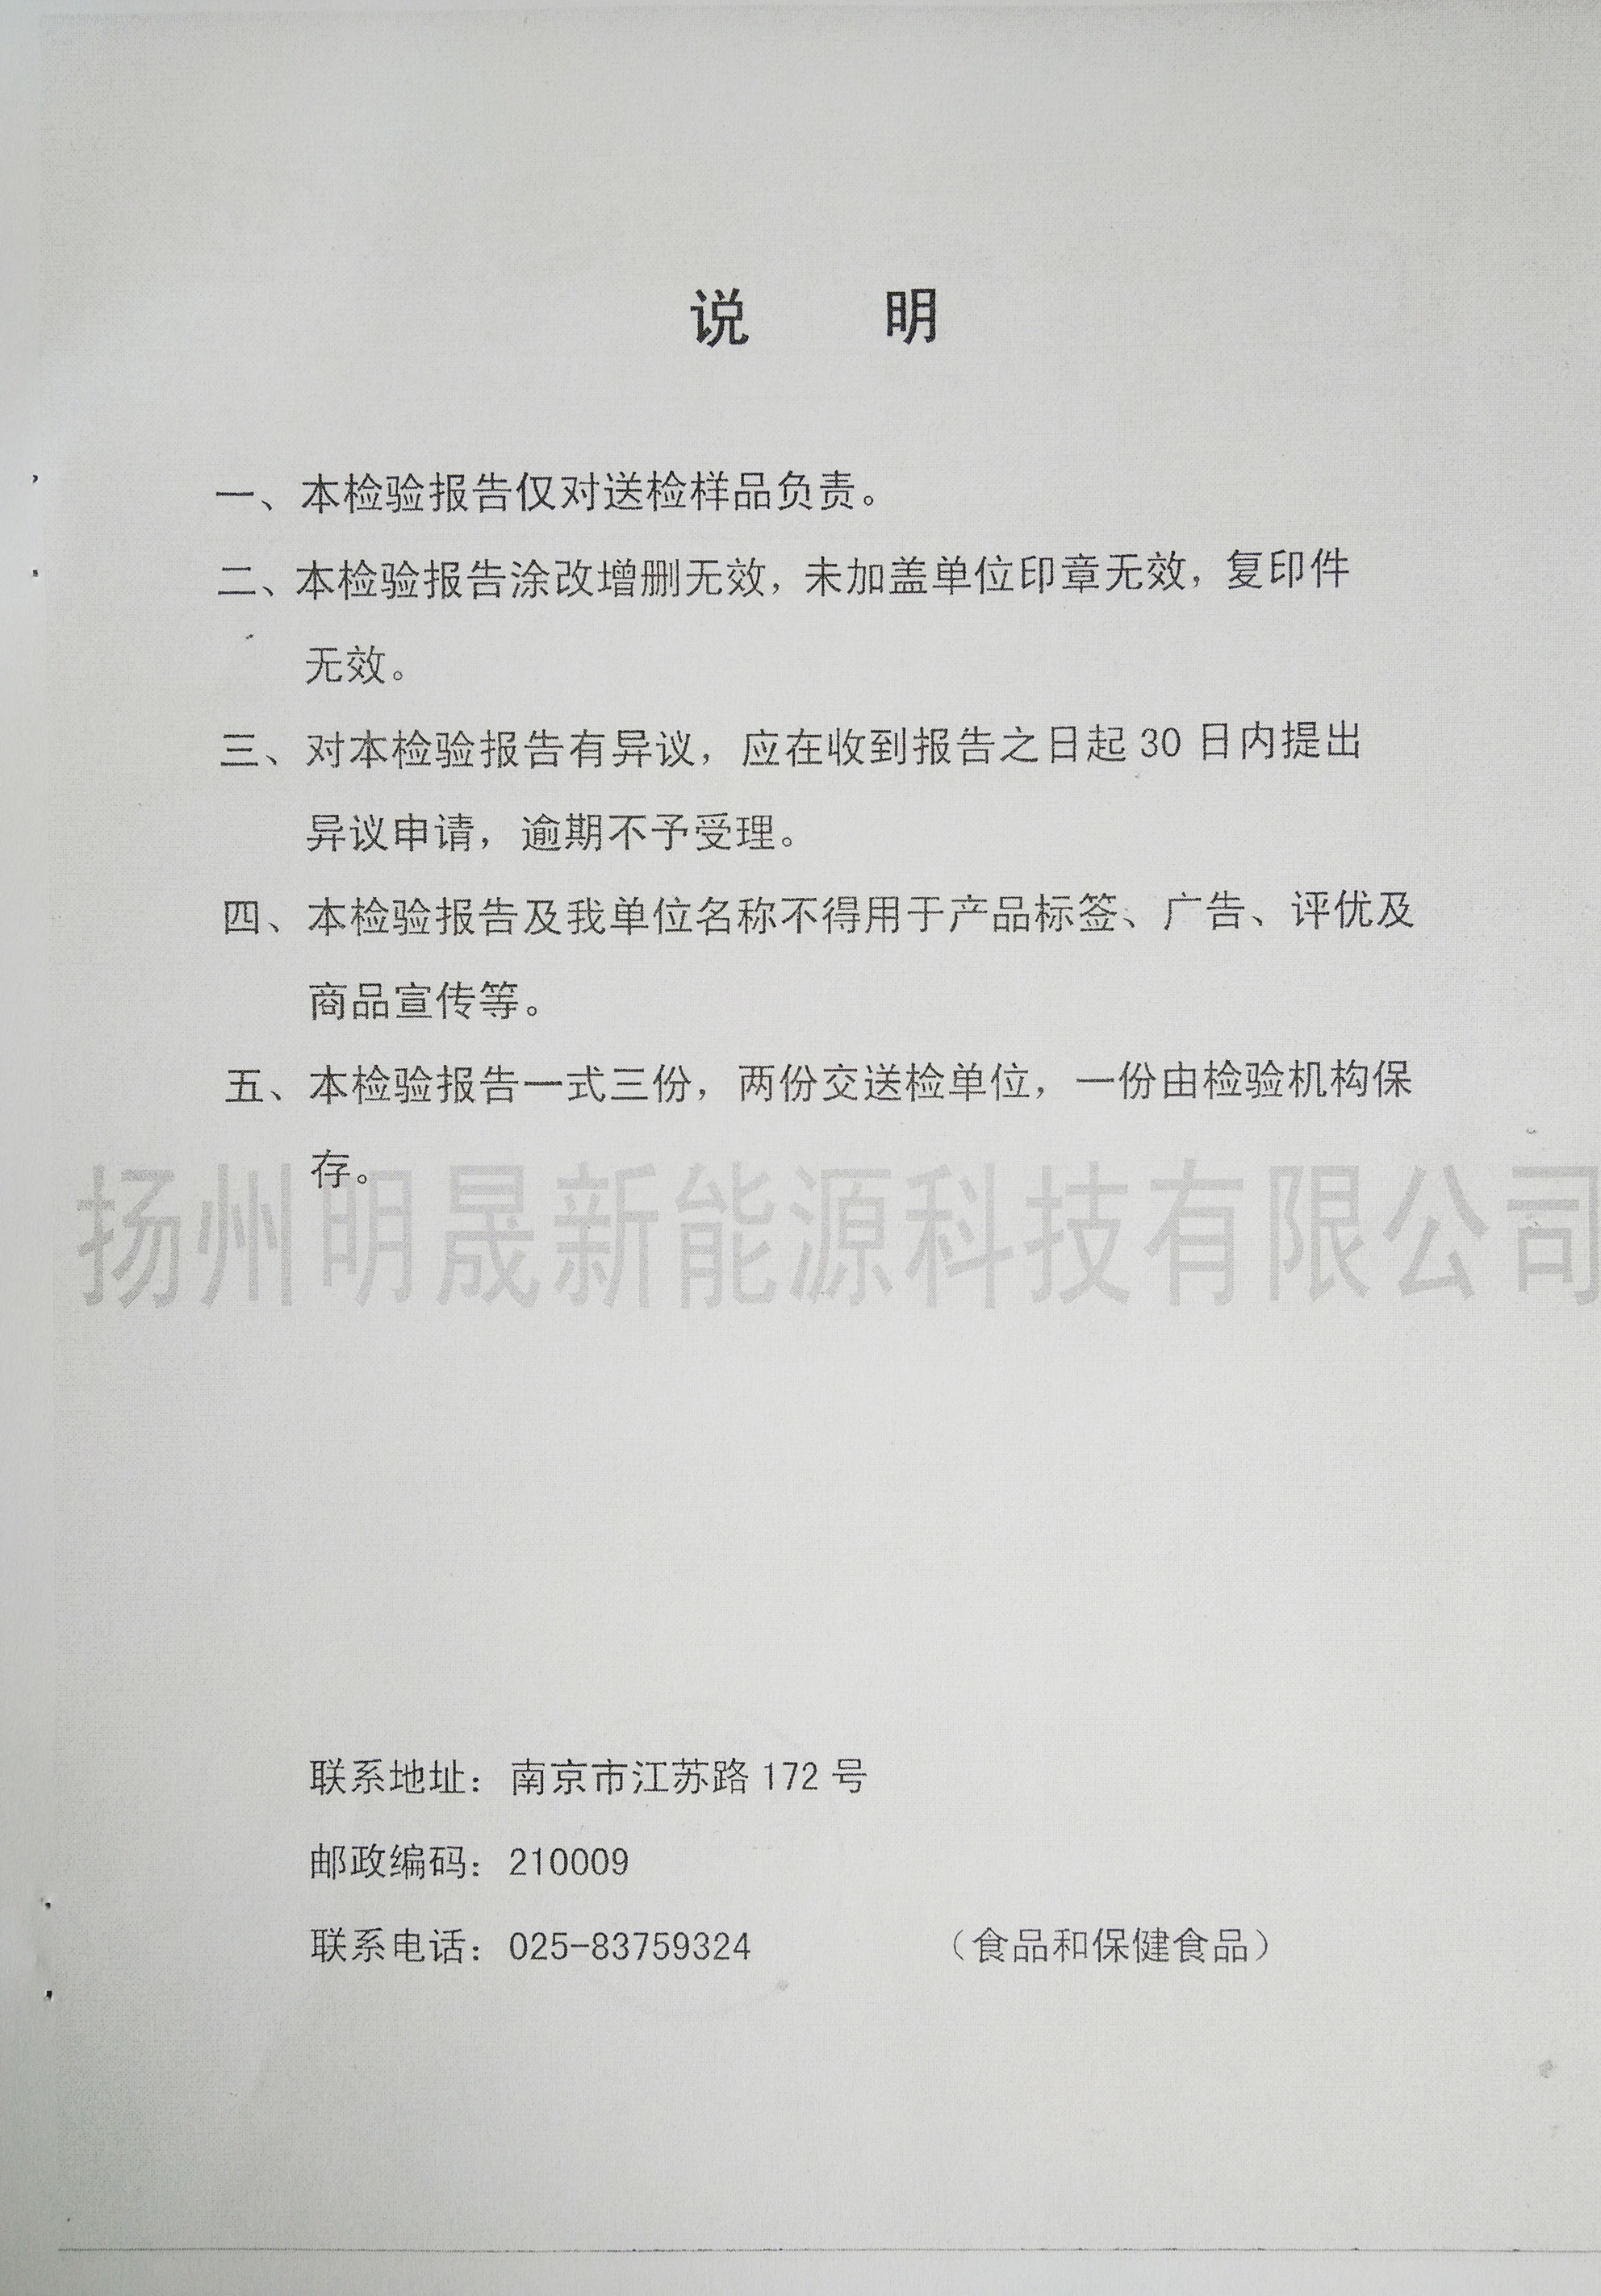 说 明
一、本检验报告仅对送检样品负责。
二、本检验报告涂改增删无效，未加盖单位印章无效，复印件
无效。
三、对本检验报告有异议，应在收到报告之日起 30 日内提出
异议申请，逾期不予受理。
四、本检验报告及我单位名称不得用于产品标签、广告、评优及
商品宣传等。
五、本检验报告一式三份，两份交送检单位，一份由检验机构保
存。
扬州明晟新能源科技有限公司
联系地址：南京市江苏路 172 号
邮政编码：210009
联系电话：025-83759324 （食品和保健食品）